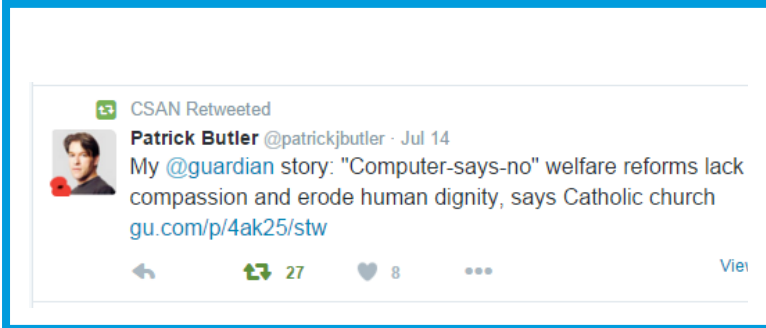 CSAN Retweeted
Patrick Butler @patrickjbutler · Jul 14
My @guardian story: "Computer-says-no" welfare reforms lack
compassion and erode human dignity, says Catholic church
gu.com/p/4ak25/stw
27 8 •••